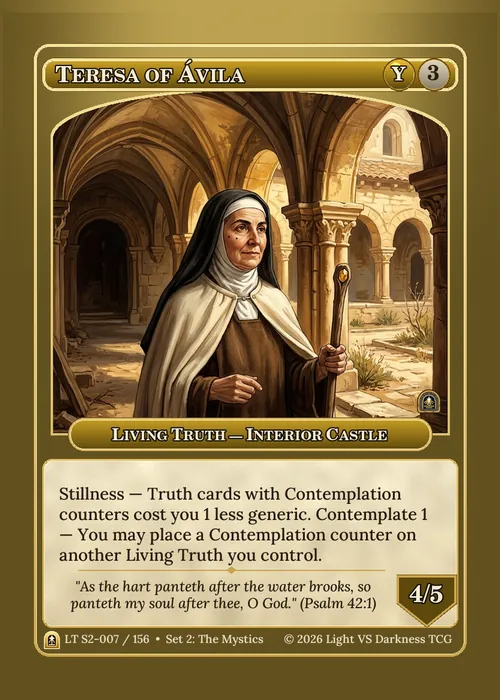 Teresa of Ávila
Y 3
Living Truth — Interior Castle
Stillness — Truth cards with Contemplation
counters cost you 1 less generic. Contemplate 1
— You may place a Contemplation counter on
another Living Truth you control.
"As the hart panteth after the water brooks, so
panteth my soul after thee, O God." (Psalm 42:1)
4/5
LT S2-007 / 156 • Set 2: The Mystics © 2026 Light VS Darkness TCG